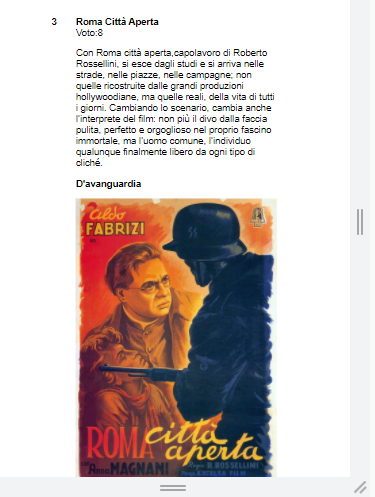 3 Roma Città Aperta
Voto:8
Con Roma città aperta,capolavoro di Roberto
Rossellini, si esce dagli studi e si arriva nelle
strade, nelle piazze, nelle campagne; non
quelle ricostruite dalle grandi produzioni
hollywoodiane, ma quelle reali, della vita di tutti
i giorni. Cambiando lo scenario, cambia anche
l'interprete del film: non più il divo dalla faccia
pulita, perfetto e orgoglioso nel proprio fascino
immortale, ma l'uomo comune, l'individuo
qualunque finalmente libero da ogni tipo di
cliché.
D'avanguardia
Aldo
FABRIZI
ROMA città
aperta
Anna MAGNANI
Regia R. ROSSELLINI
EXCELSA FILM